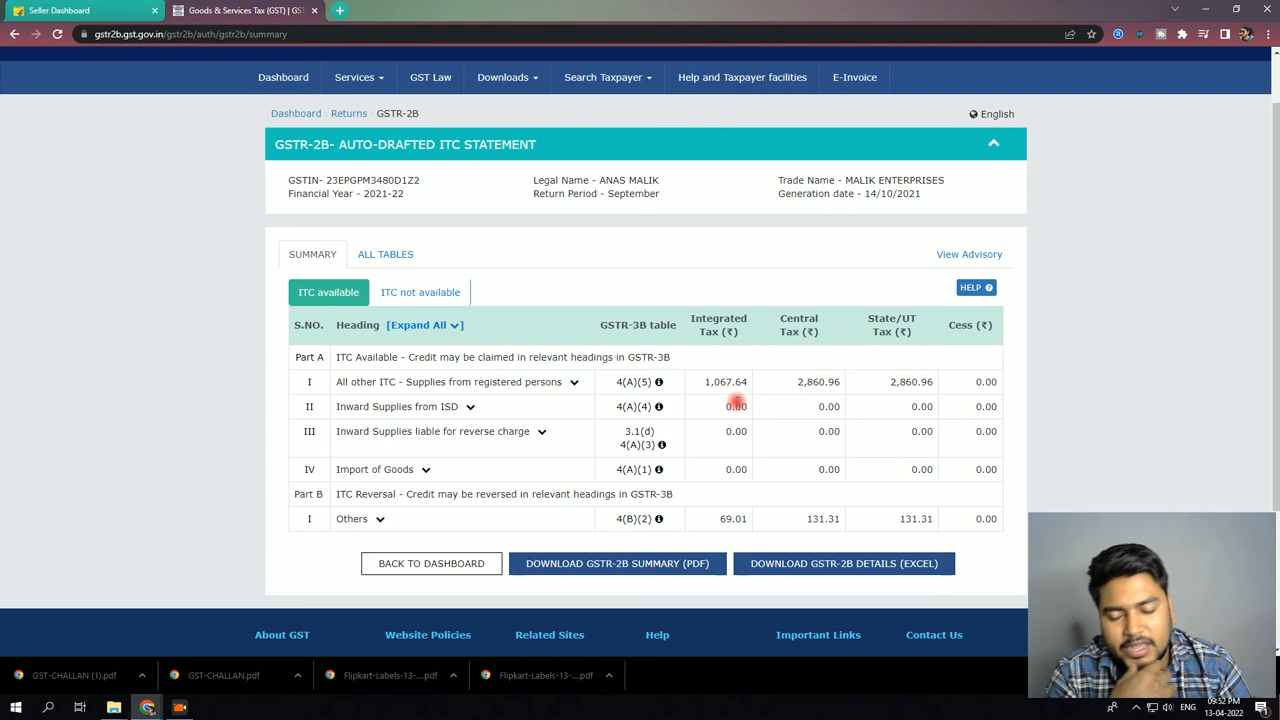 Seller Dashboard
Goods & Services Tax (GST) | GST
gstr2b.gst.gov.in/gstr2b/auth/gstr2b/summary
Dashboard Services GST Law Downloads Search Taxpayer Help and Taxpayer facilities E-Invoice
Dashboard Returns GSTR-2B English
GSTR-2B- AUTO-DRAFTED ITC STATEMENT
GSTIN- 23EPGPM3480D1Z2 Legal Name - ANAS MALIK Trade Name - MALIK ENTERPRISES
Financial Year - 2021-22 Return Period - September Generation date - 14/10/2021
SUMMARY ALL TABLES View Advisory
ITC available ITC not available HELP
S.NO. Heading [Expand All ] GSTR-3B table Integrated Tax (₹) Central Tax (₹) State/UT Tax (₹) Cess (₹)
Part A ITC Available - Credit may be claimed in relevant headings in GSTR-3B
I All other ITC - Supplies from registered persons 4(A)(5) 1,067.64 2,860.96 2,860.96 0.00
II Inward Supplies from ISD 4(A)(4) 0.00 0.00 0.00 0.00
III Inward Supplies liable for reverse charge 3.1(d) 4(A)(3) 0.00 0.00 0.00 0.00
IV Import of Goods 4(A)(1) 0.00 0.00 0.00 0.00
Part B ITC Reversal - Credit may be reversed in relevant headings in GSTR-3B
I Others 4(B)(2) 69.01 131.31 131.31 0.00
BACK TO DASHBOARD DOWNLOAD GSTR-2B SUMMARY (PDF) DOWNLOAD GSTR-2B DETAILS (EXCEL)
About GST Website Policies Related Sites Help Important Links Contact Us
GST-CHALLAN (1).pdf GST-CHALLAN.pdf Flipkart-Labels-13-....pdf Flipkart-Labels-13-....pdf
ENG 09:52
13-04-2022